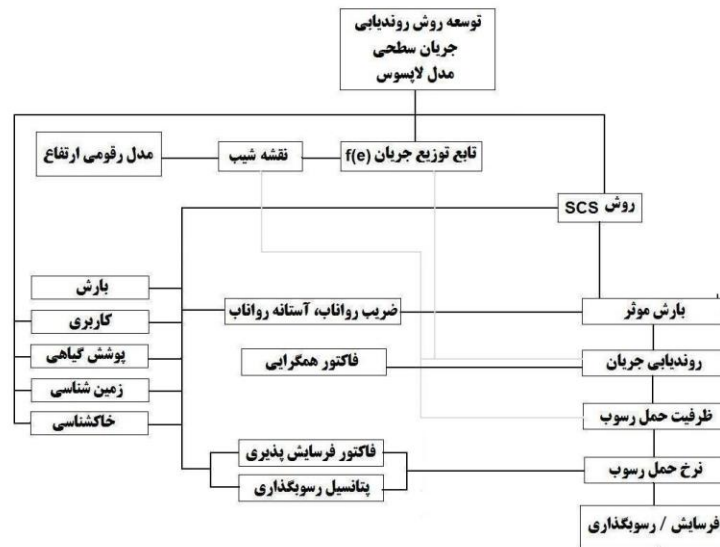 توسعه روش روندیابی
جریان سطحی
مدل لاپسوس
تابع توزیع جریان f(e)
نقشه شیب
مدل رقومی ارتفاع
روش SCS
بارش
ضریب رواناب، آستانه رواناب
بارش موثر
کاربری
پوشش گیاهی
فاکتور همگرایی
روندیابی جریان
زمین شناسی
ظرفیت حمل رسوب
خاکشناسی
فاکتور فرسایش پذیری
نرخ حمل رسوب
پتانسیل رسوبگذاری
فرسایش / رسوبگذاری